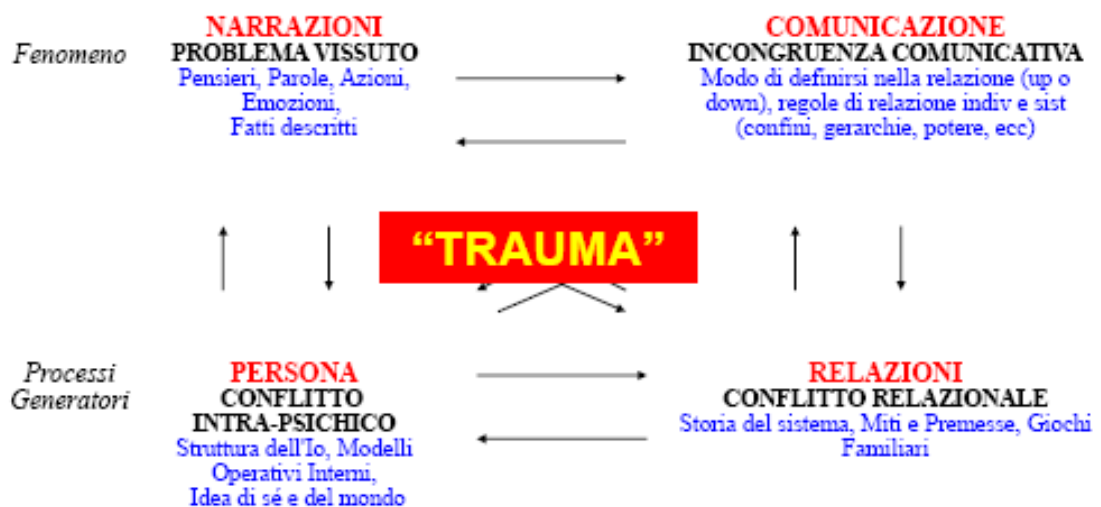 Fenomeno
NARRAZIONI
PROBLEMA VISSUTO
Pensieri, Parole, Azioni,
Emozioni,
Fatti descritti
COMUNICAZIONE
INCONGRUENZA COMUNICATIVA
Modo di definirsi nella relazione (up o
down), regole di relazione indiv e sist
(confini, gerarchie, potere, ecc)
“TRAUMA”
Processi
Generatori
PERSONA
CONFLITTO
INTRA-PSICHICO
Struttura dell'Io, Modelli
Operativi Interni,
Idea di sé e del mondo
RELAZIONI
CONFLITTO RELAZIONALE
Storia del sistema, Miti e Premesse, Giochi
Familiari